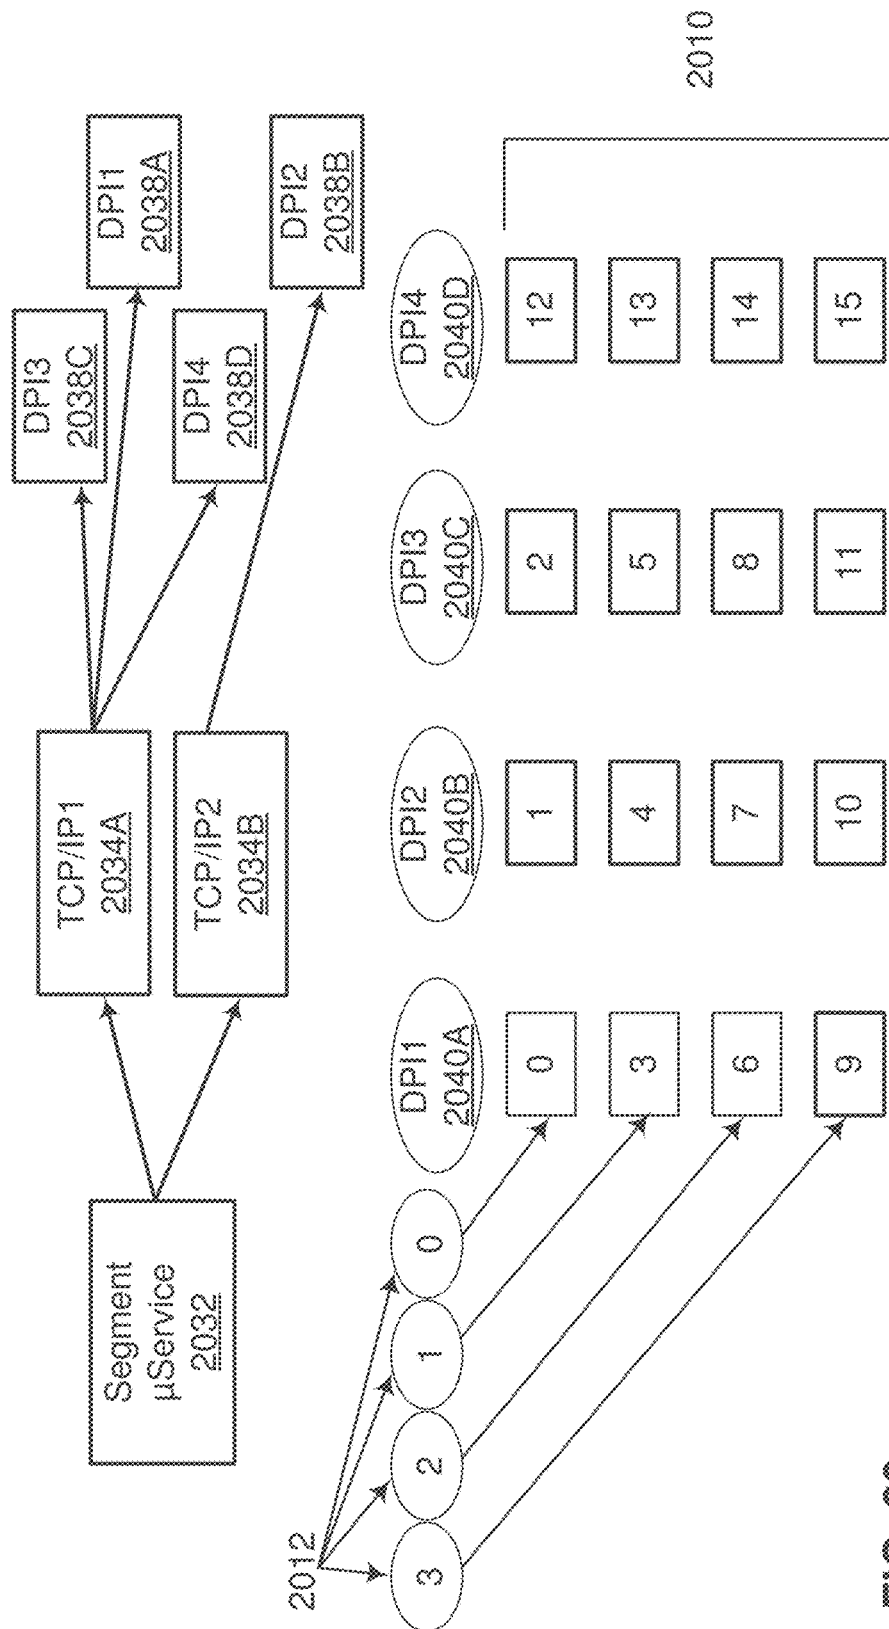 Segment
µService
2032
TCP/IP1
2034A
TCP/IP2
2034B
DPI3
2038C
DPI1
2038A
DPI4
2038D
DPI2
2038B
2012
3
2
1
0
DPI1
2040A
DPI2
2040B
DPI3
2040C
DPI4
2040D
0
1
2
12
3
4
5
13
6
7
8
14
9
10
11
15
2010
FIG.